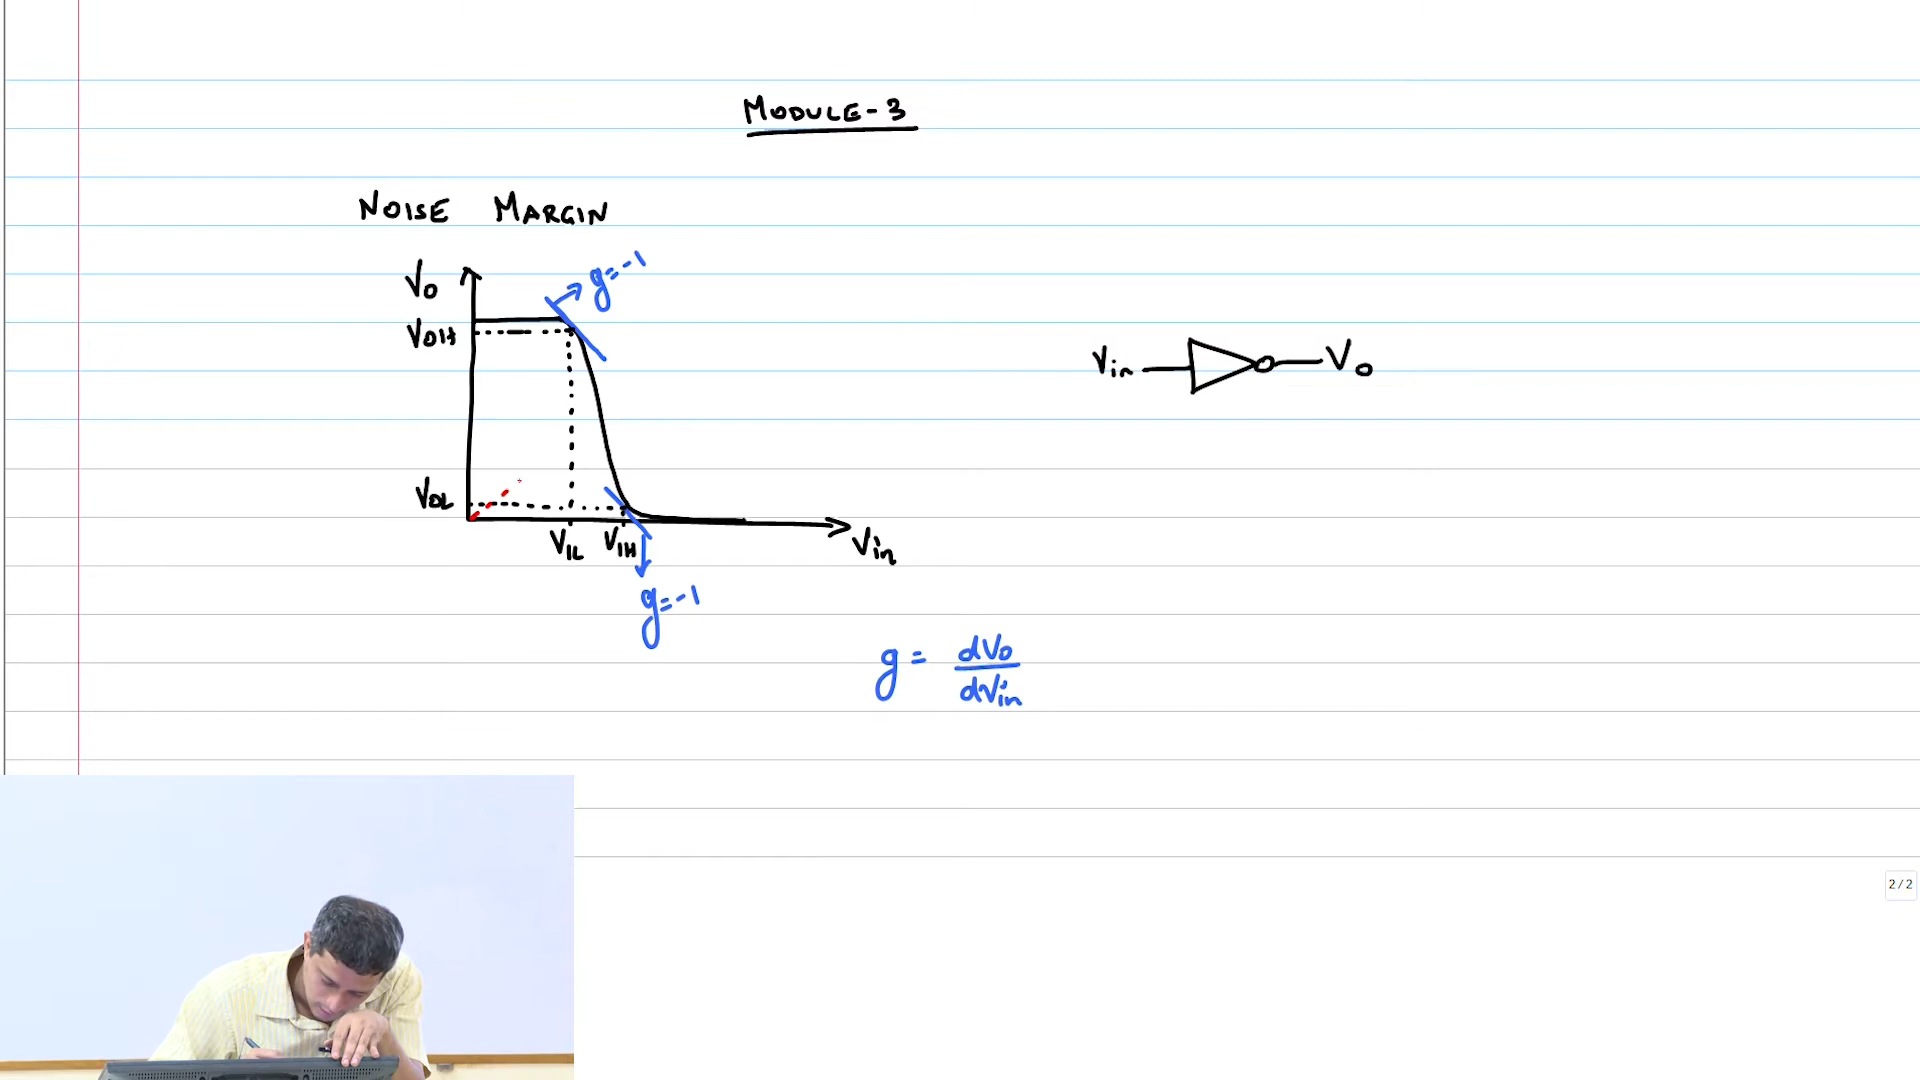 MODULE-3
NOISE MARGIN
Vo
g=-1
VOH
Vin
Vo
VOL
VIL
VIH
Vin
g=-1
g = dVo
dVin
2/2